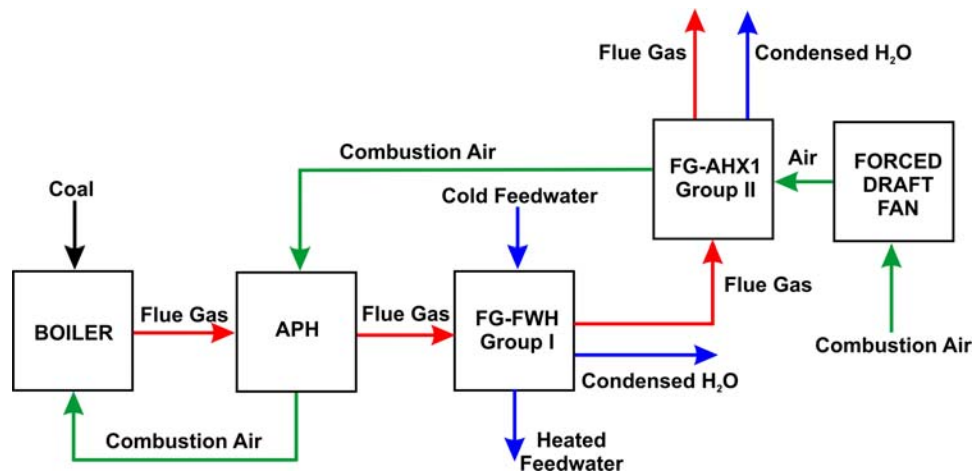 Flue Gas
Condensed H₂O
Combustion Air
FG-AHX1
Group II
Air
FORCED
DRAFT
FAN
Coal
Cold Feedwater
BOILER
Flue Gas
APH
Flue Gas
FG-FWH
Group I
Flue Gas
Combustion Air
Condensed H₂O
Combustion Air
Heated
Feedwater